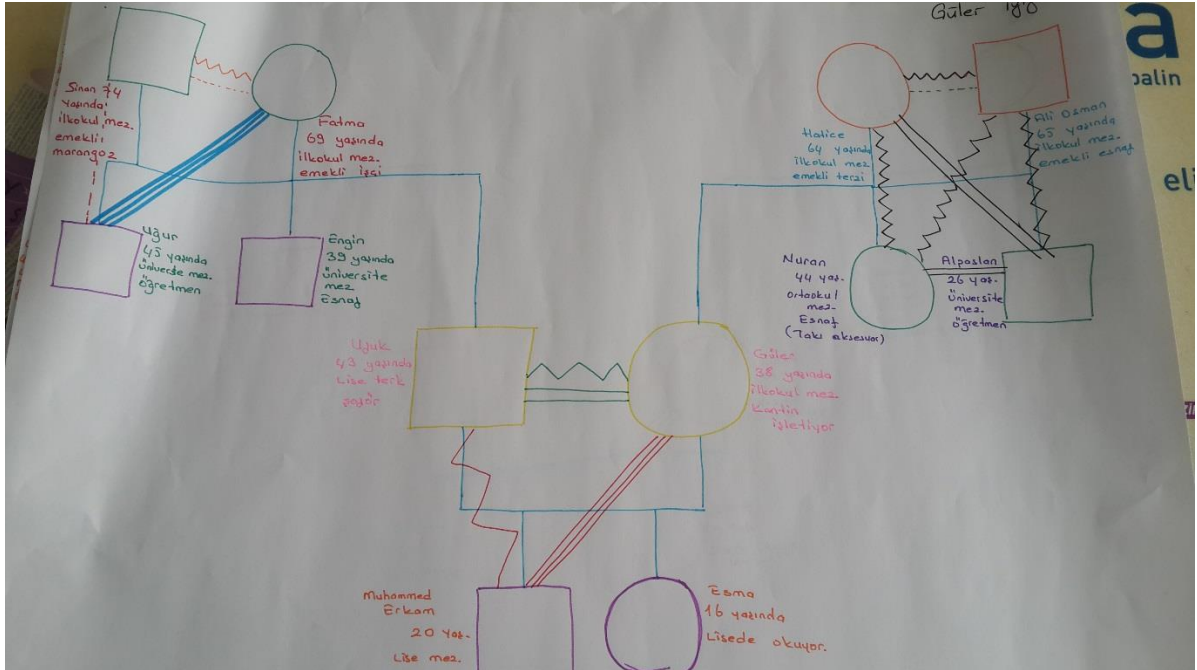 Güler
a
palin
eli
Sinan 74
yaşında
ilkokul mez.
emekli
marangoz
Fatma
69 yaşında
ilkokul mez.
emekli işçi
Hatice
64 yaşında
ilkokul mez
emekli terzi
Ali Osman
65 yaşında
ilkokul mez.
emekli esnaf
Uğur
45 yaşında
mez.
öğretmen
Engin
39 yaşında
üniversite
mez
Esnaf
Nuran
44 yaş.
Ortaokul
mez.
Esnaf
(Takı aksesuar)
Alpaslan
26 yaş.
Üniversite
mez.
öğretmen
43 yaşında
Lise terk
şoför
Güler
38 yaşında
ilkokul mez.
Kantin
işletiyor
Muhammed
Erkam
20 yaş.
Lise mez.
Esma
16 yaşında
Lisede okuyor.